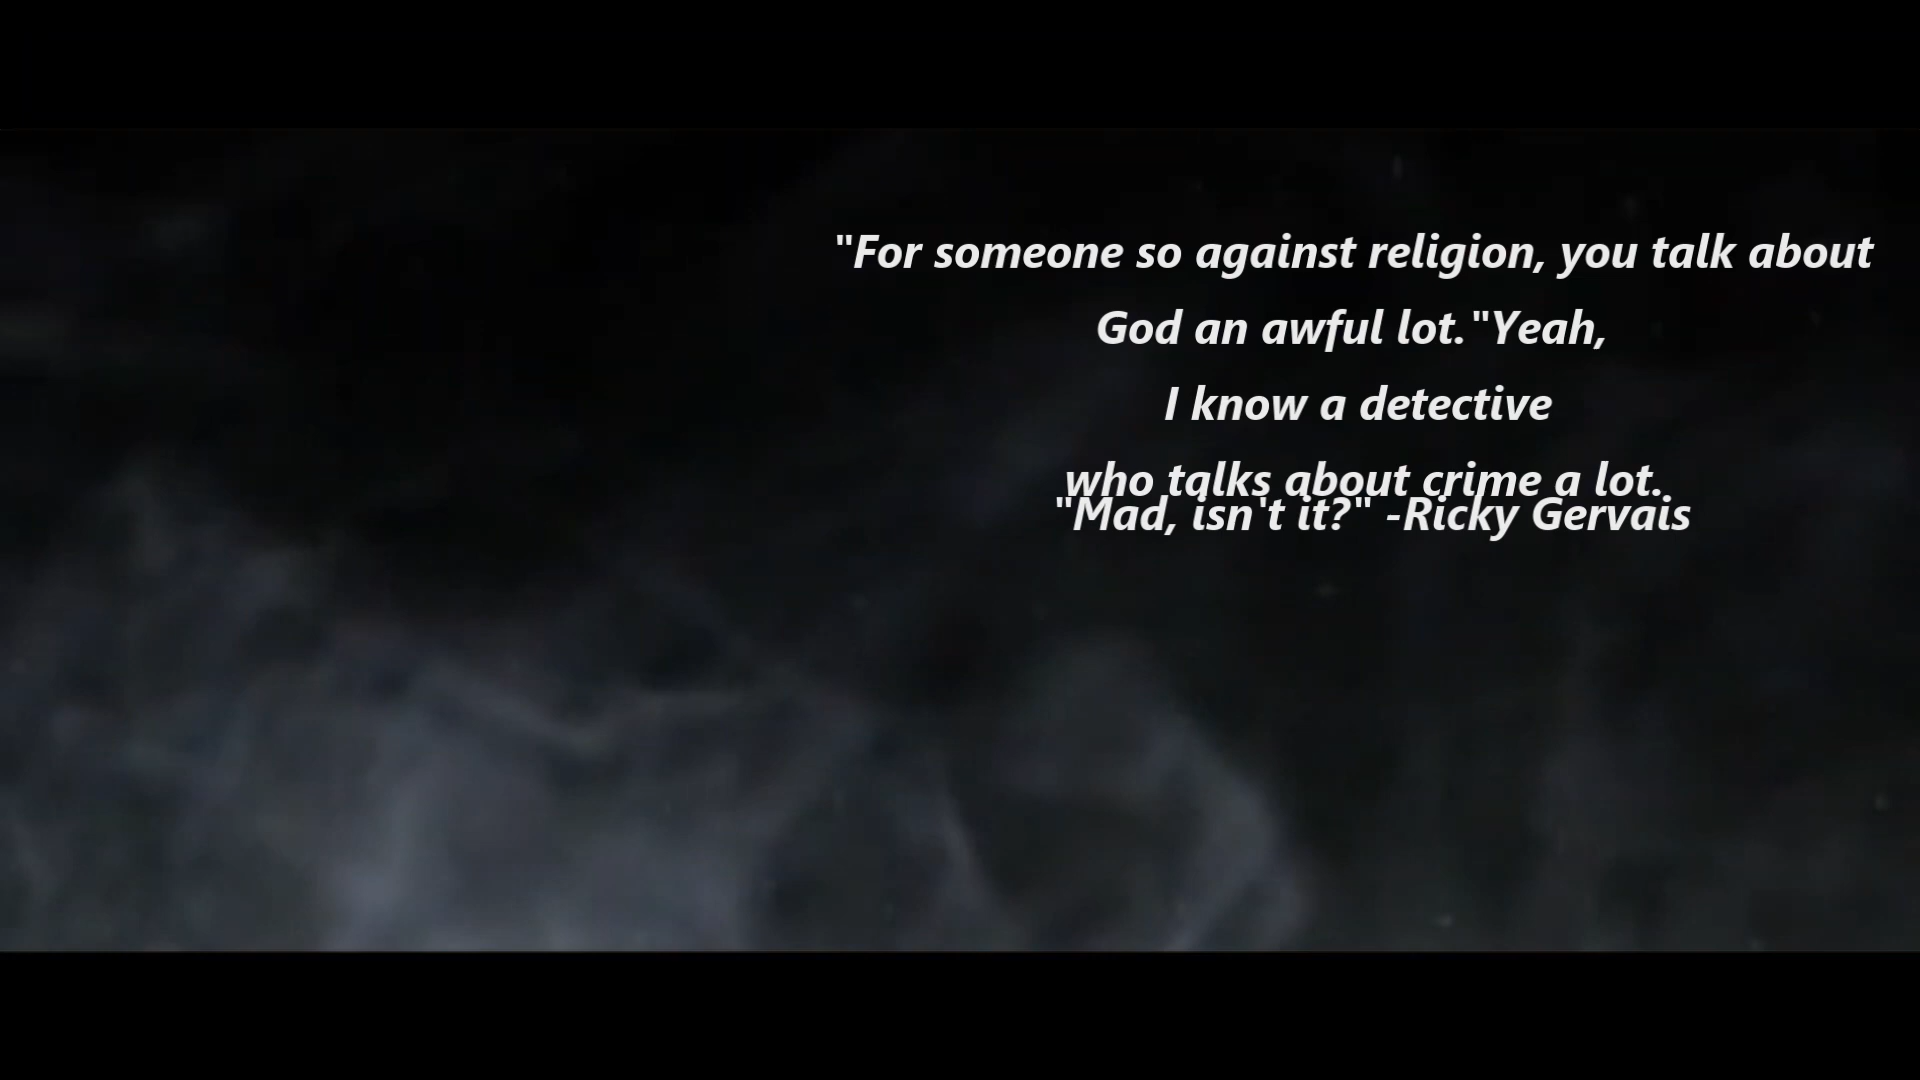 "For someone so against religion, you talk about
God an awful lot."Yeah,
I know a detective
who talks about crime a lot.
"Mad, isn't it?" -Ricky Gervais